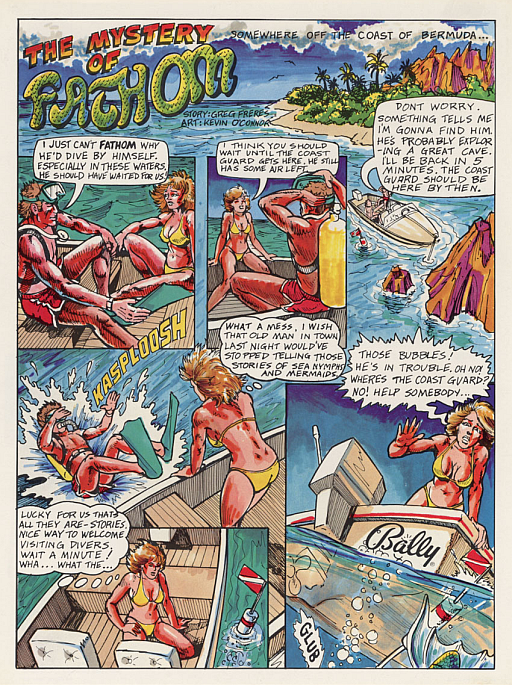 THE MYSTERY
OF
FATHOM
SOMEWHERE OFF THE COAST OF BERMUDA...
STORY: GREG FRERES
ART: KEVIN O'CONNOR
I JUST CAN'T FATHOM WHY
HE'D DIVE BY HIMSELF.
ESPECIALLY IN THESE WATERS,
HE SHOULD HAVE WAITED FOR US!
I THINK YOU SHOULD
WAIT UNTIL THE COAST
GUARD GETS HERE, HE STILL
HAS SOME AIR LEFT.
DONT WORRY.
SOMETHING TELLS ME
I'M GONNA FIND HIM.
HE'S PROBABLY EXPLOR
-ING A GREAT CAVE.
I'LL BE BACK IN 5
MINUTES. THE COAST
GUARD SHOULD BE
HERE BY THEN.
KASPLOOSH
WHAT A MESS, I WISH
THAT OLD MAN IN TOWN
LAST NIGHT WOULD'VE
STOPPED TELLING THOSE
STORIES OF SEA NYMPHS
AND MERMAIDS.
LUCKY FOR US THATS
ALL THEY ARE-STORIES,
NICE WAY TO WELCOME
VISITING DIVERS.
WAIT A MINUTE!
WHA... WHAT THE...
THOSE BUBBLES!
HE'S IN TROUBLE. OH NO!
WHERE'S THE COAST GUARD?
NO! HELP SOMEBODY...
Bally
GLUB